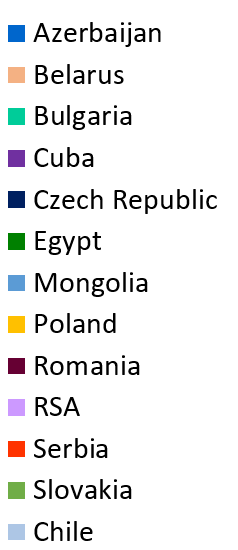 Azerbaijan
Belarus
Bulgaria
Cuba
Czech Republic
Egypt
Mongolia
Poland
Romania
RSA
Serbia
Slovakia
Chile